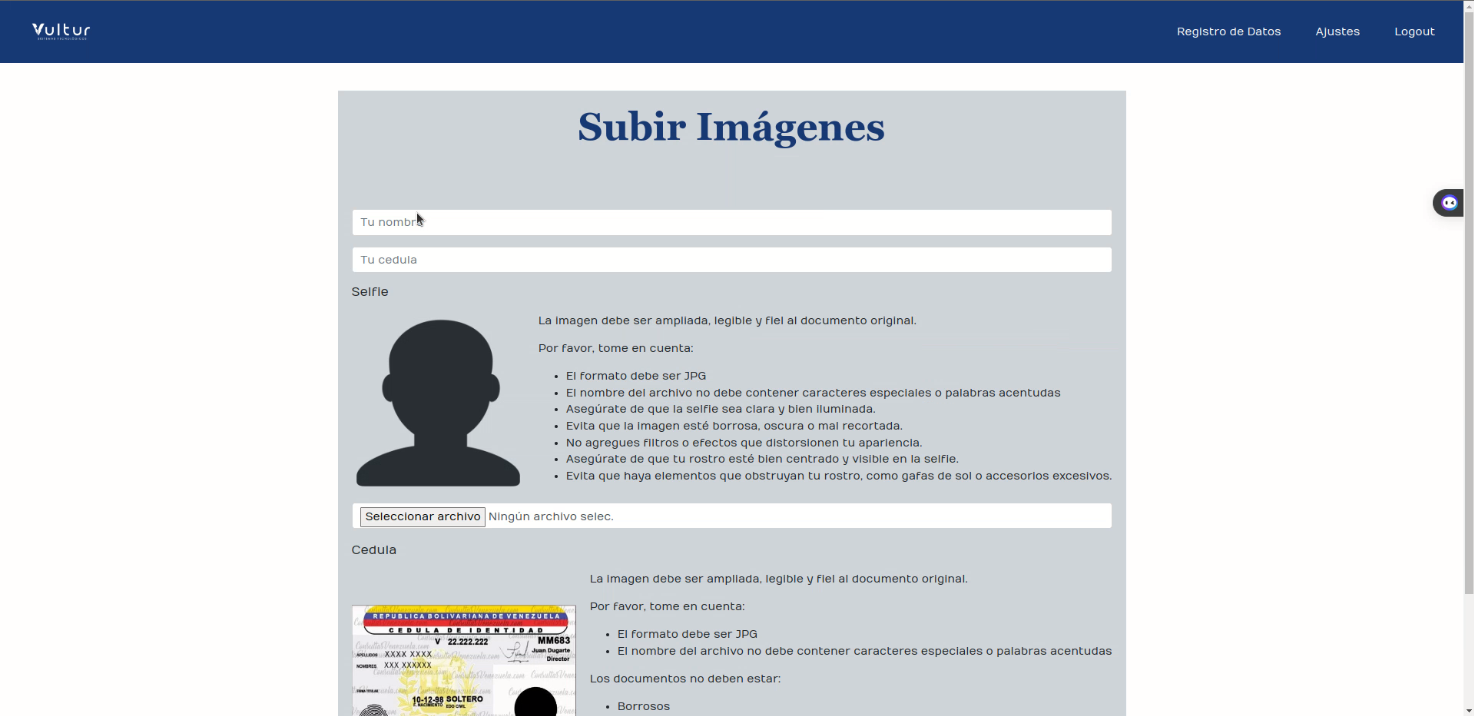 Vultur
Registro de Datos
Ajustes
Logout
Subir Imágenes
Tu nombre
Tu cedula
Selfie
La imagen debe ser ampliada, legible y fiel al documento original.
Por favor, tome en cuenta:
• El formato debe ser JPG
• El nombre del archivo no debe contener caracteres especiales o palabras acentudas
• Asegúrate de que la selfie sea clara y bien iluminada.
• Evita que la imagen esté borrosa, oscura o mal recortada.
• No agregues filtros o efectos que distorsionen tu apariencia.
• Asegúrate de que tu rostro esté bien centrado y visible en la selfie.
• Evita que haya elementos que obstruyan tu rostro, como gafas de sol o accesorios excesivos.
Seleccionar archivo Ningún archivo selec.
Cedula
La imagen debe ser ampliada, legible y fiel al documento original.
Por favor, tome en cuenta:
• El formato debe ser JPG
• El nombre del archivo no debe contener caracteres especiales o palabras acentudas
Los documentos no deben estar:
• Borrosos
REPUBLICA BOLIVARIANA DE VENEZUELA
CEDULA DE IDENTIDAD
V 22.222.222
MM683
Juan Dugarte
Director
APELLIDOS XXXX XXXX
NOMBRES XXX XXXXXX
10-12-98 SOLTERO
F. NACIMIENTO EDO CIVIL